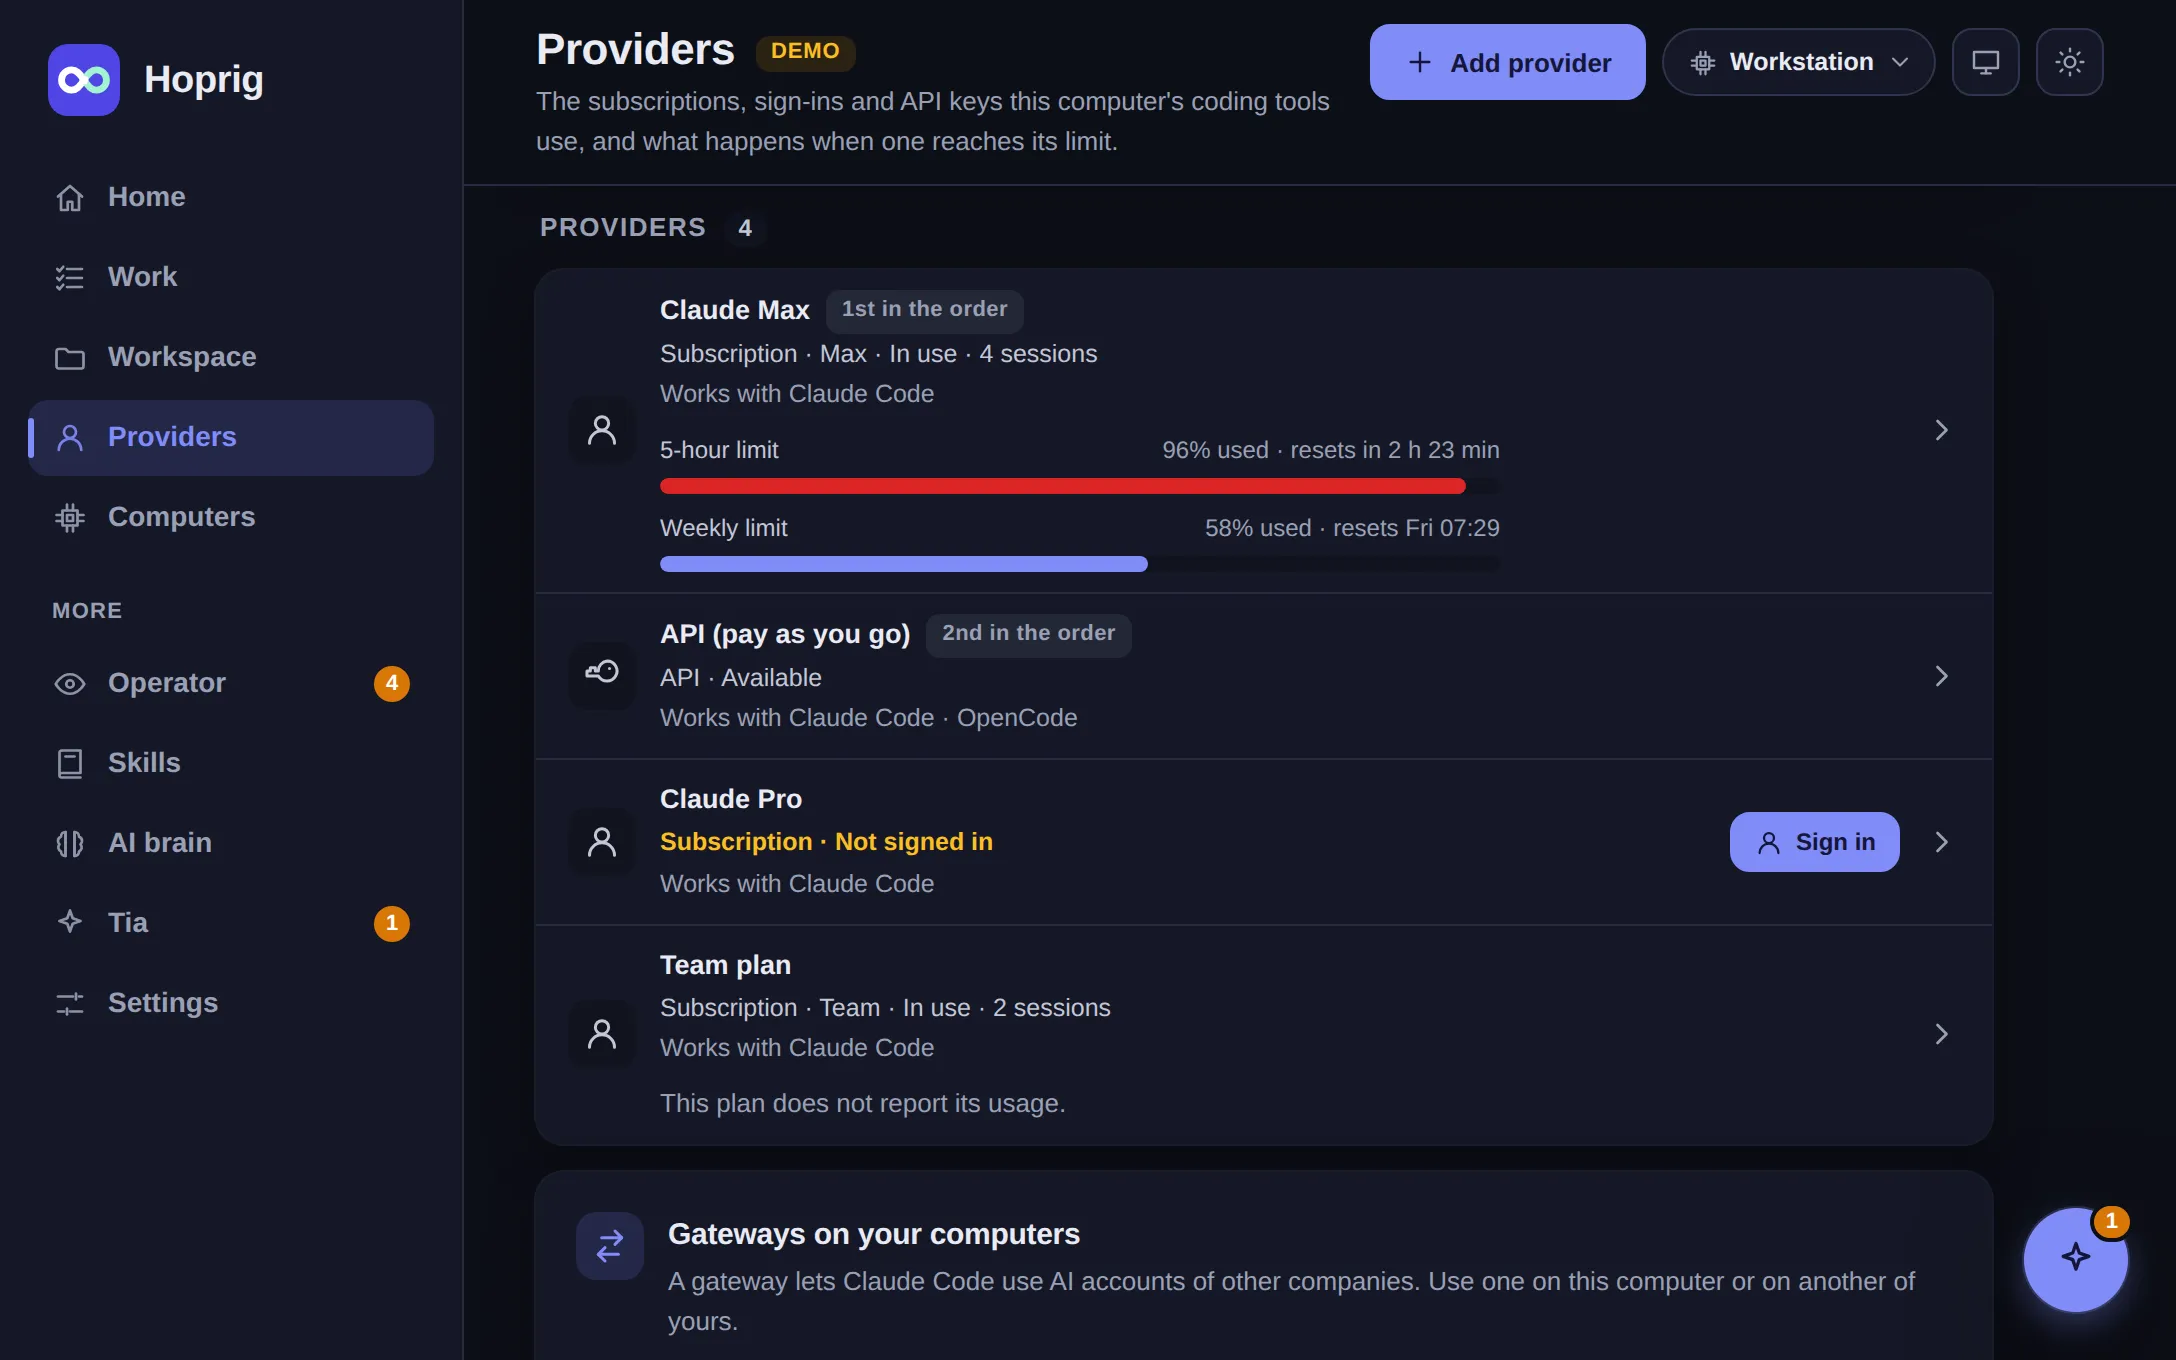 Hoprig
Home
Work
Workspace
Providers
Computers
MORE
Operator 4
Skills
AI brain
Tia 1
Settings
Providers DEMO
The subscriptions, sign-ins and API keys this computer's coding tools
use, and what happens when one reaches its limit.
Add provider
Workstation
PROVIDERS 4
Claude Max 1st in the order
Subscription · Max · In use · 4 sessions
Works with Claude Code
5-hour limit 96% used · resets in 2 h 23 min
Weekly limit 58% used · resets Fri 07:29
API (pay as you go) 2nd in the order
API · Available
Works with Claude Code · OpenCode
Claude Pro
Subscription · Not signed in
Works with Claude Code
Sign in
Team plan
Subscription · Team · In use · 2 sessions
Works with Claude Code
This plan does not report its usage.
Gateways on your computers
A gateway lets Claude Code use AI accounts of other companies. Use one on this computer or on another of
yours.
1